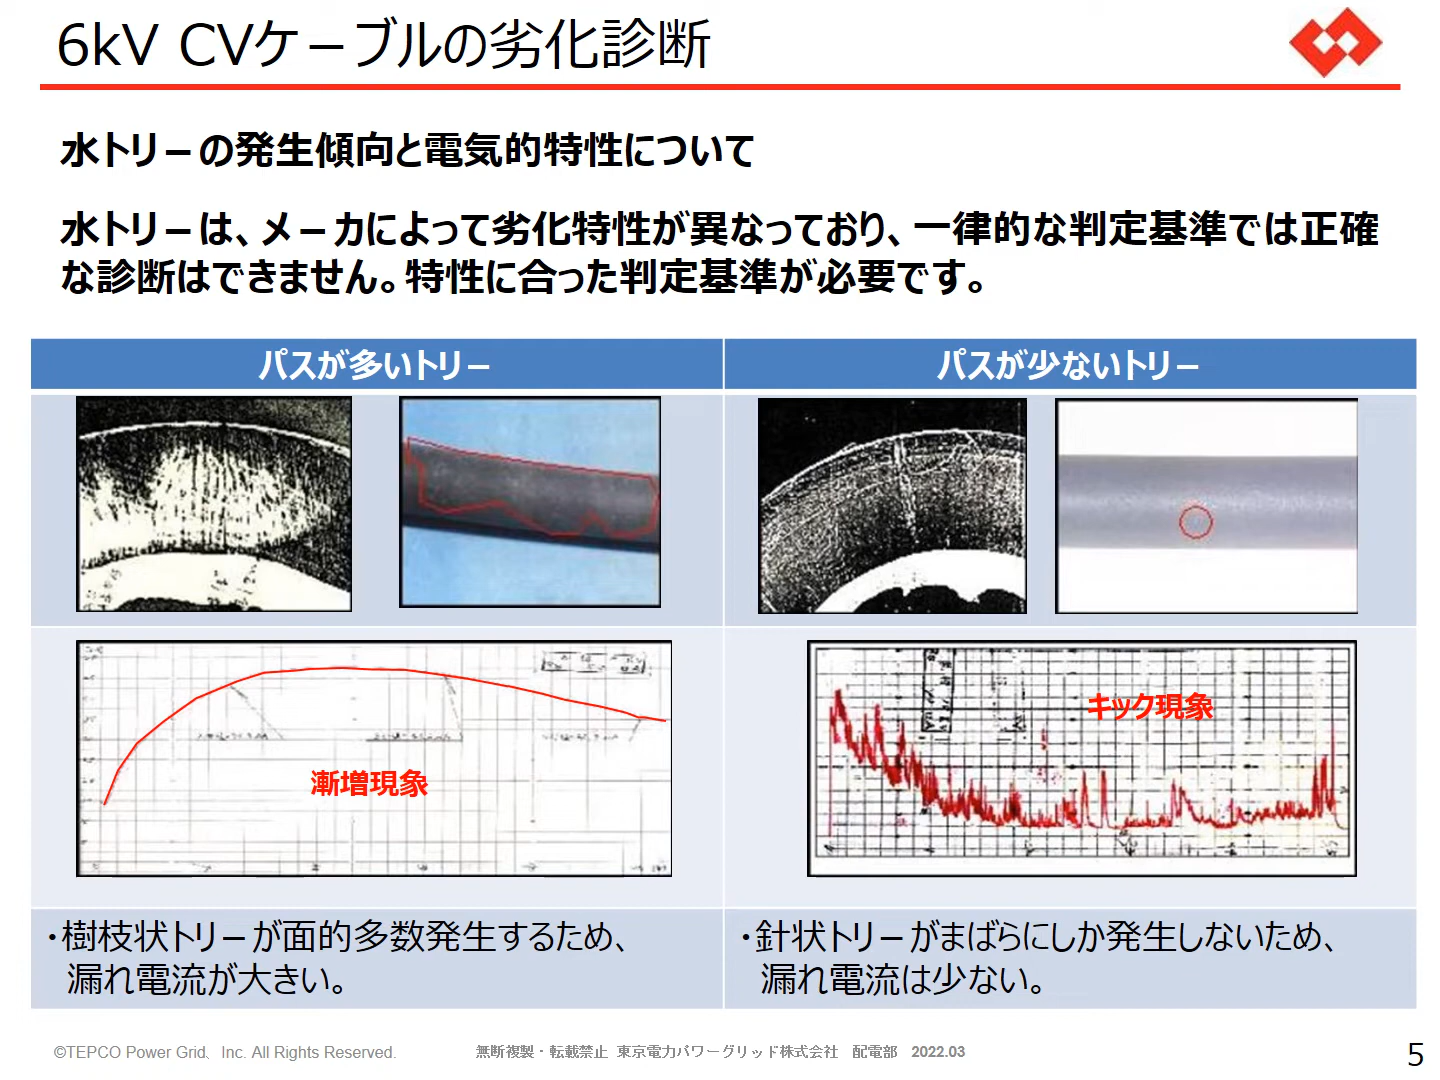 6kV CVケーブルの劣化診断
水トリーの発生傾向と電気的特性について
水トリーは、メーカによって劣化特性が異なっており、一律的な判定基準では正確
な診断はできません。特性に合った判定基準が必要です。
パスが多いトリー
パスが少ないトリー
漸増現象
キック現象
・樹枝状トリーが面的多数発生するため、
漏れ電流が大きい。
・針状トリーがまばらにしか発生しないため、
漏れ電流は少ない。
©TEPCO Power Grid、Inc. All Rights Reserved.
無断複製・転載禁止 東京電力パワーグリッド株式会社 配電部 2022.03
5